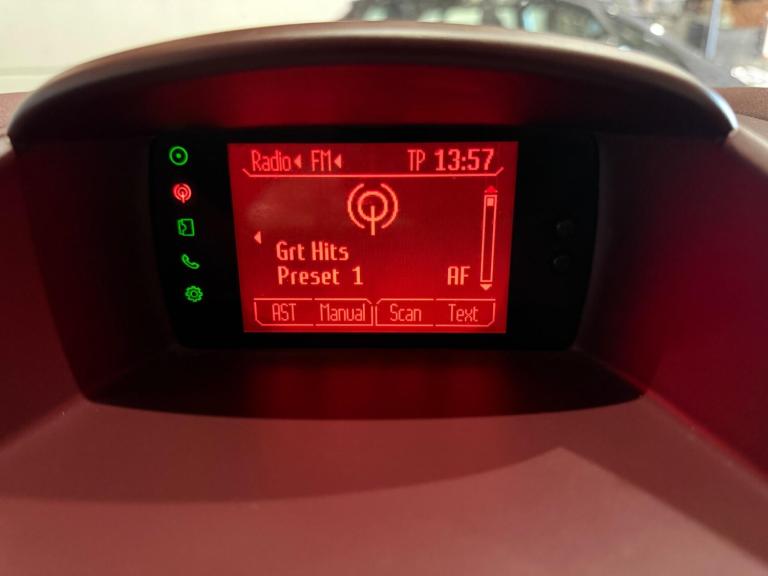 Radio FM TP 13:57
Grt Hits
Preset 1 AF
AST Manual Scan Text